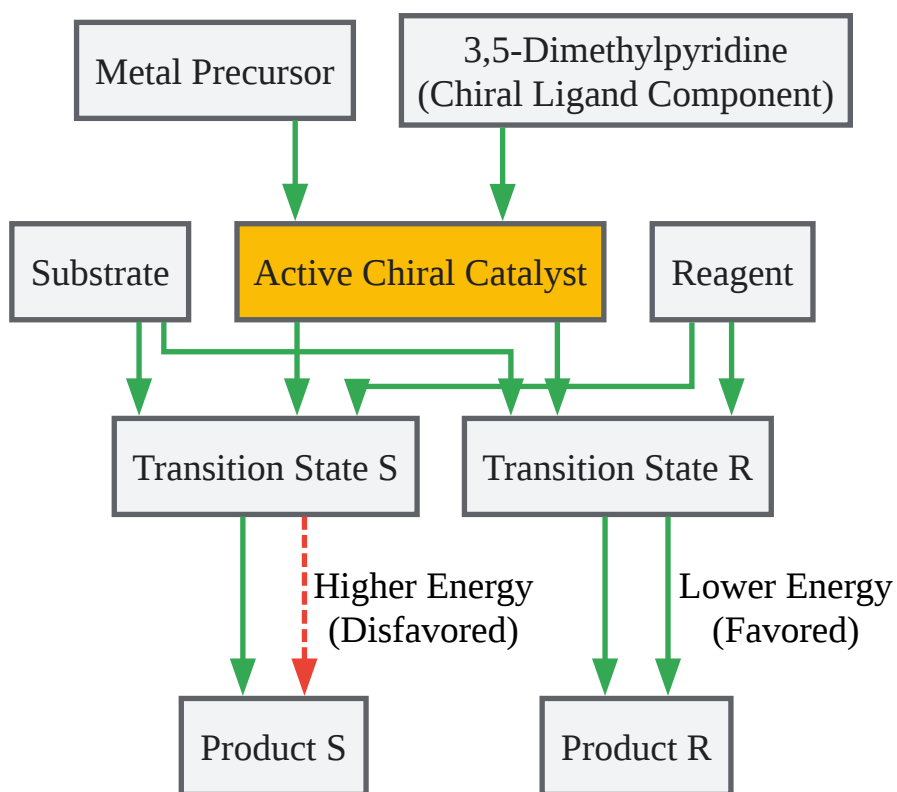 Metal Precursor
3,5-Dimethylpyridine
(Chiral Ligand Component)
Substrate
Active Chiral Catalyst
Reagent
Transition State S
Transition State R
Higher Energy
(Disfavored)
Lower Energy
(Favored)
Product S
Product R